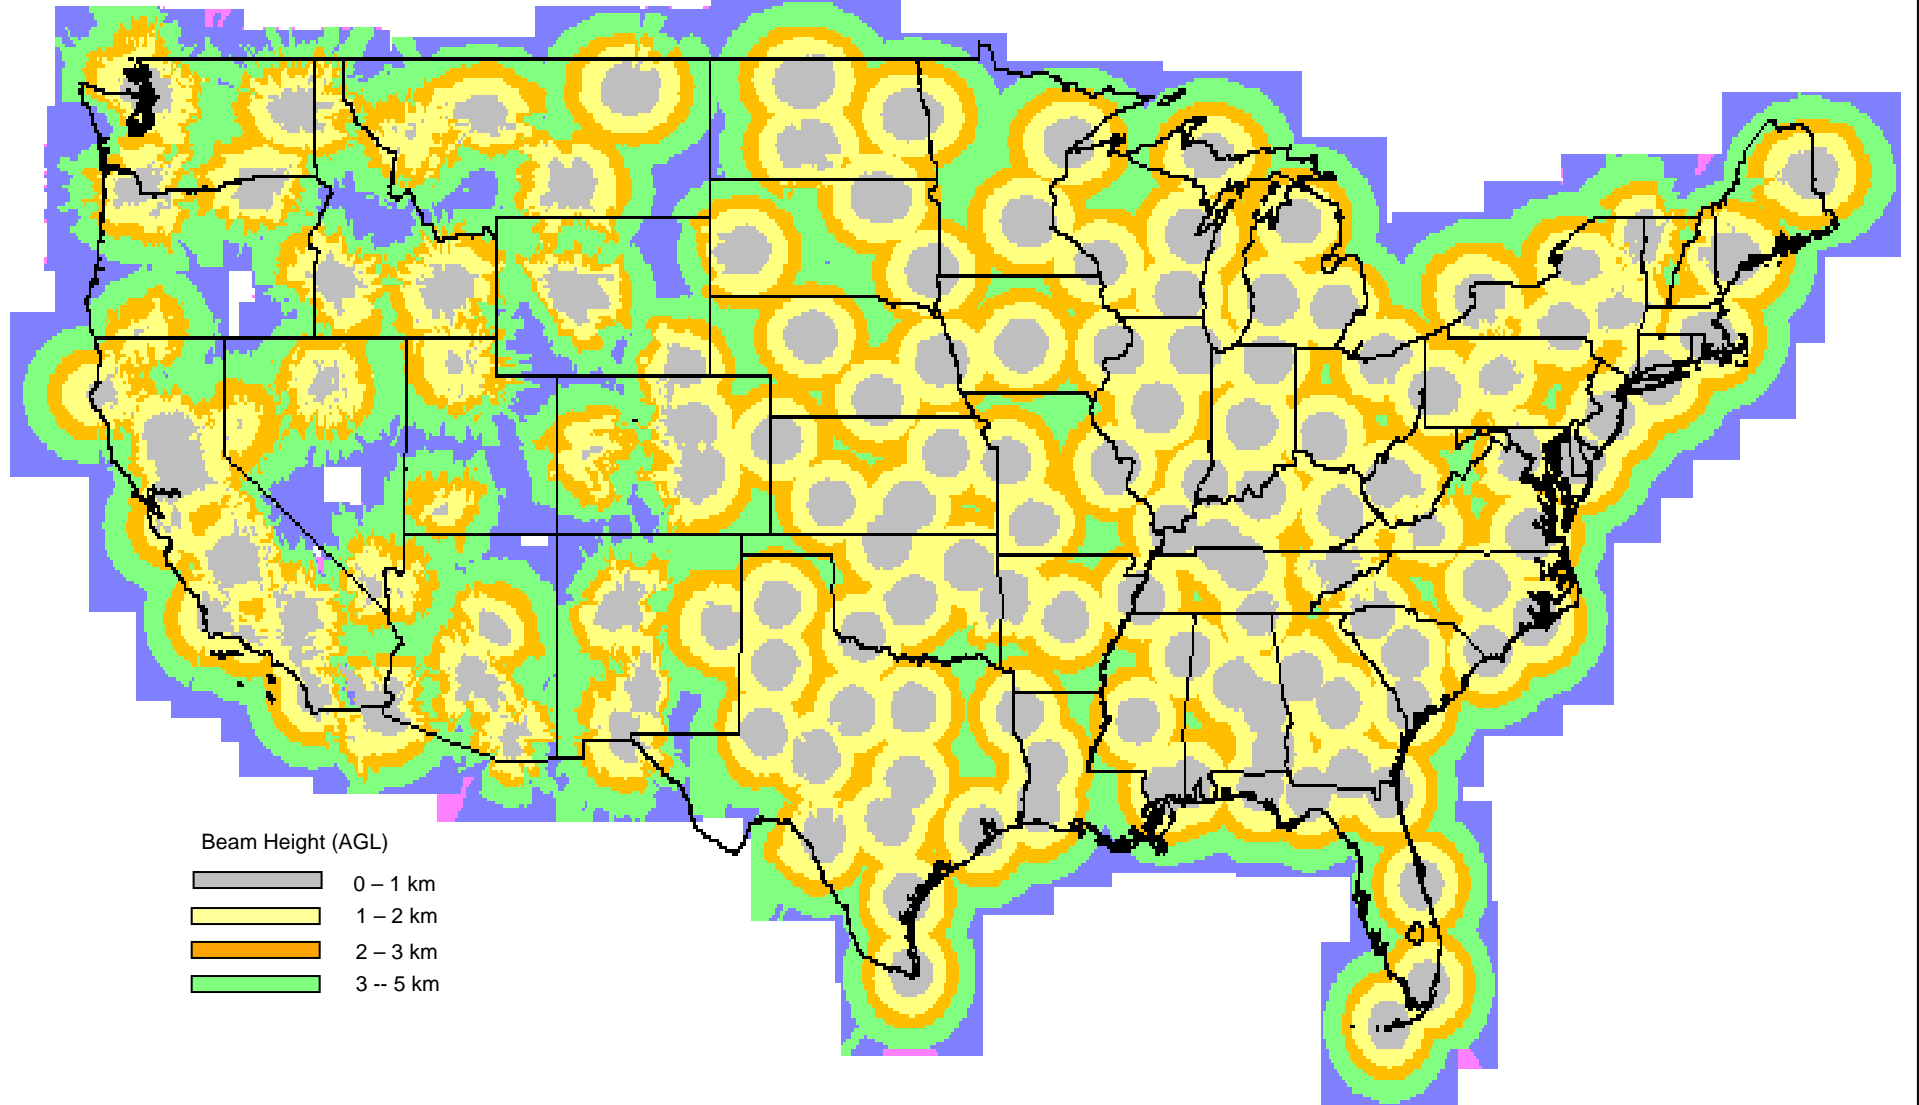 Beam Height (AGL)
0 – 1 km
1 – 2 km
2 – 3 km
3 -- 5 km